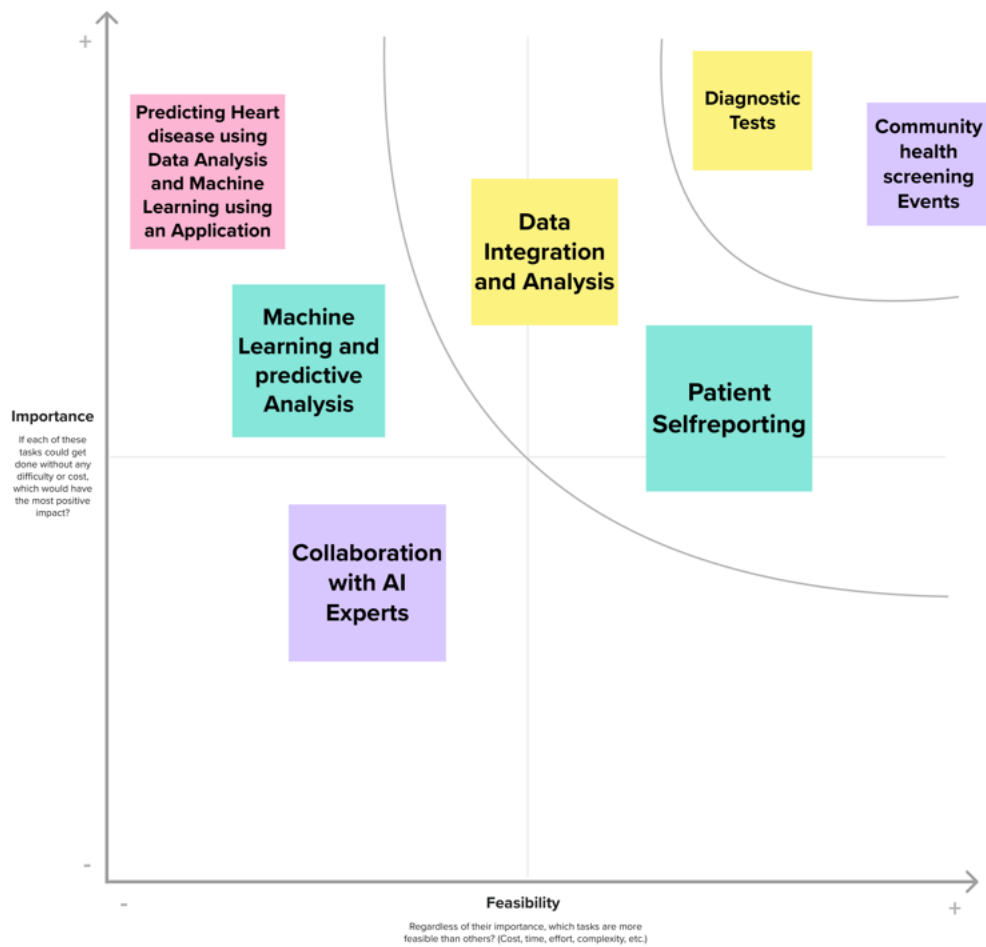 +
Diagnostic
Tests
Predicting Heart
disease using
Data Analysis
and Machine
Learning using
an Application
Community
health
screening
Events
Data
Integration
and Analysis
Machine
Learning and
predictive
Analysis
Patient
Selfreporting
Importance
If each of these
tasks could get
done without any
difficulty or cost,
which would have
the most positive
impact?
Collaboration
with AI
Experts
-
-
Feasibility
+
Regardless of their importance, which tasks are more
feasible than others? (Cost, time, effort, complexity, etc.)